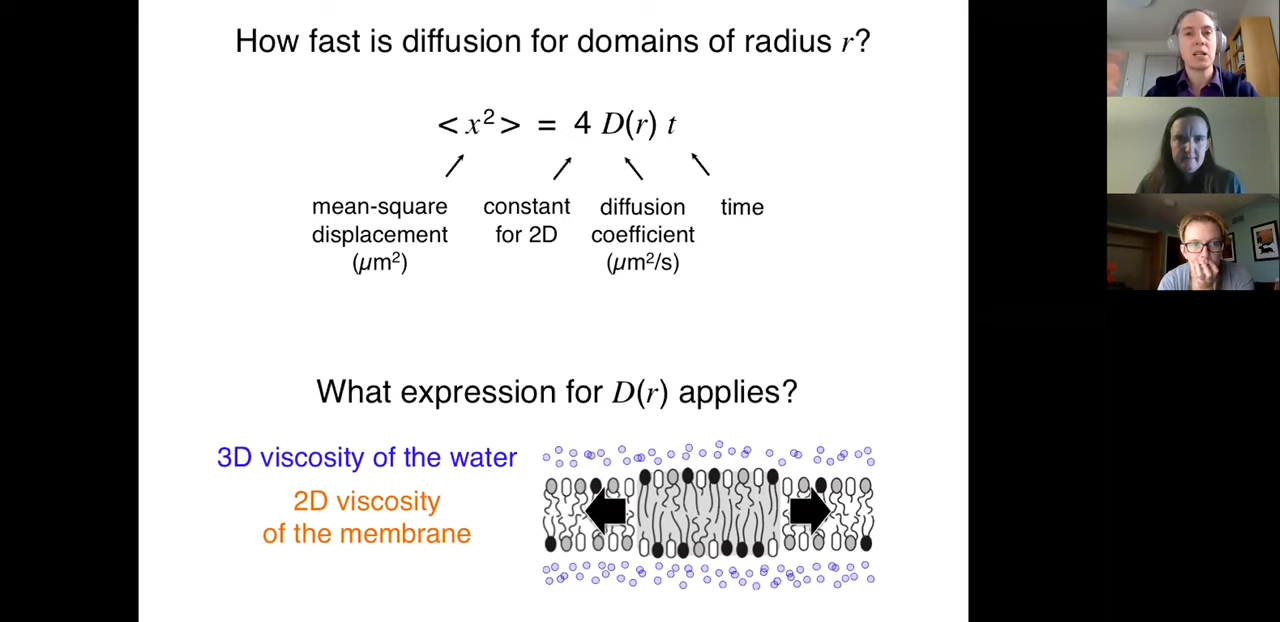 How fast is diffusion for domains of radius r?
<x²> = 4 D(r) t
mean-square displacement (µm²)
constant for 2D
diffusion coefficient (µm²/s)
time
What expression for D(r) applies?
3D viscosity of the water
2D viscosity
of the membrane